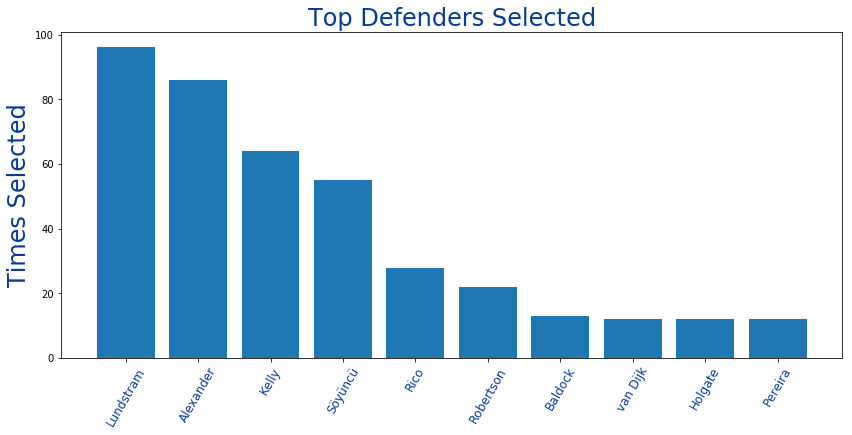 Top Defenders Selected
Times Selected
100
80
60
40
20
0
Lundstram
Alexander
Kelly
Söyüncü
Rico
Robertson
Baldock
van Dijk
Holgate
Pereira